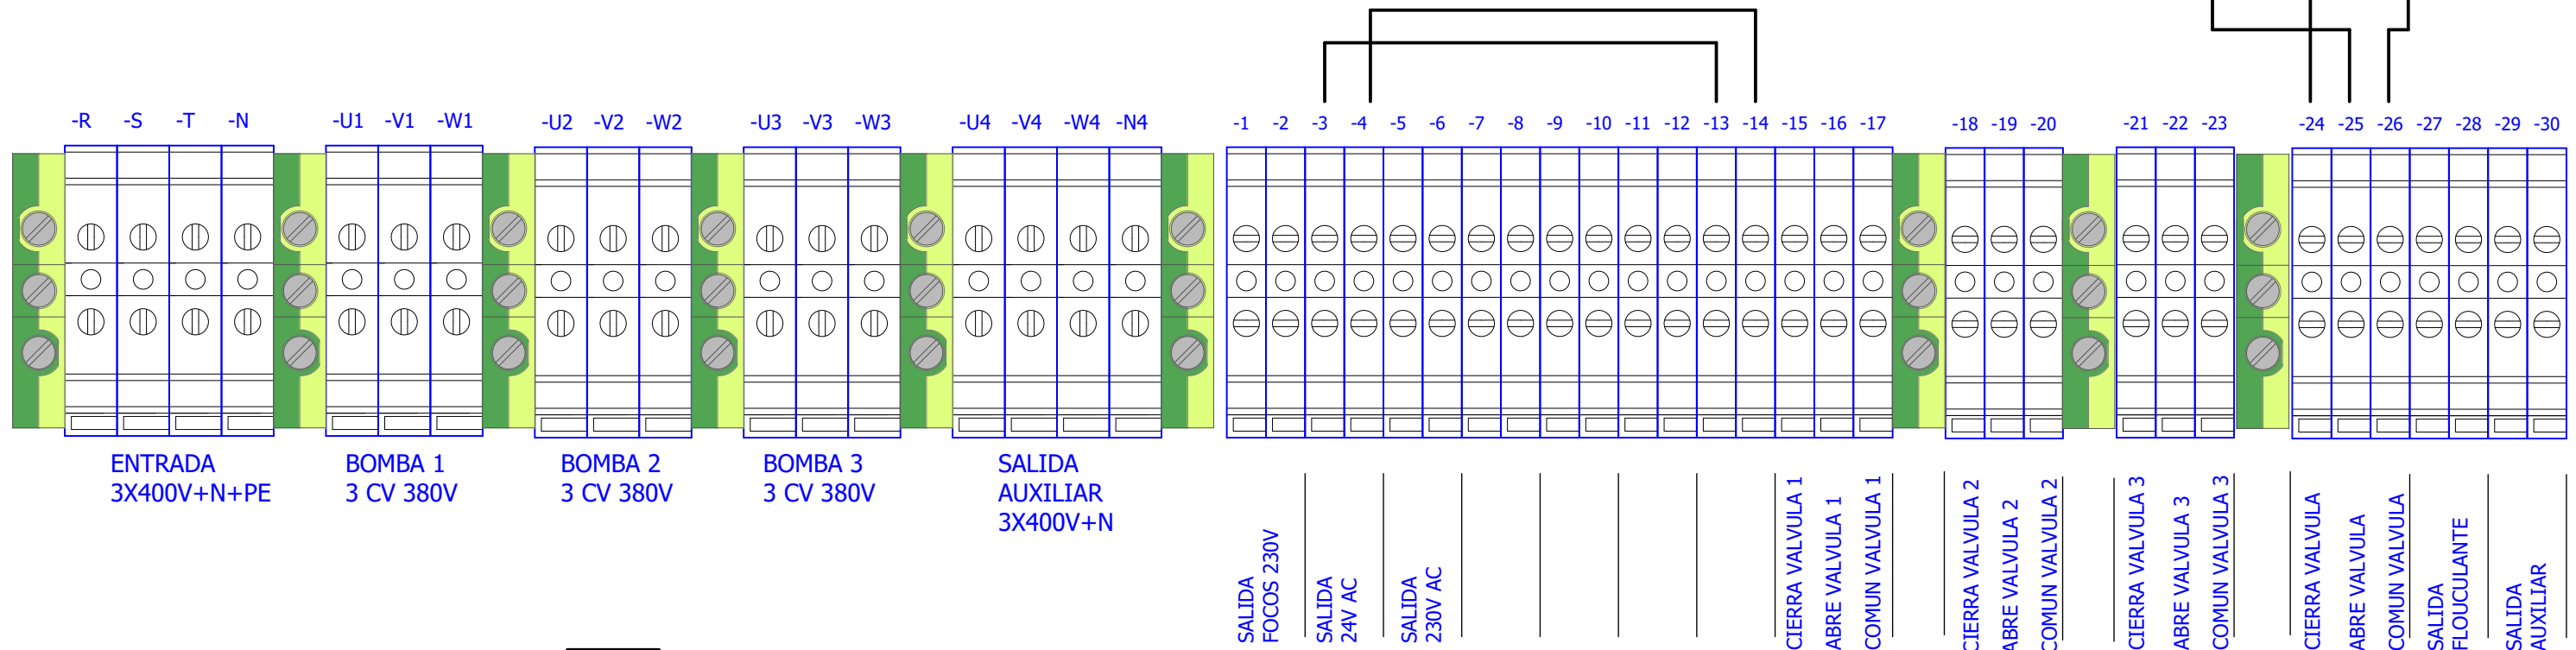 -R -S -T -N -U1 -V1 -W1 -U2 -V2 -W2 -U3 -V3 -W3 -U4 -V4 -W4 -N4 -1 -2 -3 -4 -5 -6 -7 -8 -9 -10 -11 -12 -13 -14 -15 -16 -17 -18 -19 -20 -21 -22 -23 -24 -25 -26 -27 -28 -29 -30
ENTRADA
3X400V+N+PE
BOMBA 1
3 CV 380V
BOMBA 2
3 CV 380V
BOMBA 3
3 CV 380V
SALIDA
AUXILIAR
3X400V+N
SALIDA
FOCOS 230V
SALIDA
24V AC
SALIDA
230V AC
CIERRA VALVULA 1
ABRE VALVULA 1
COMUN VALVULA 1
CIERRA VALVULA 2
ABRE VALVULA 2
COMUN VALVULA 2
CIERRA VALVULA 3
ABRE VALVULA 3
COMUN VALVULA 3
CIERRA VALVULA
ABRE VALVULA
COMUN VALVULA
SALIDA
FLOUCULANTE
SALIDA
AUXILIAR